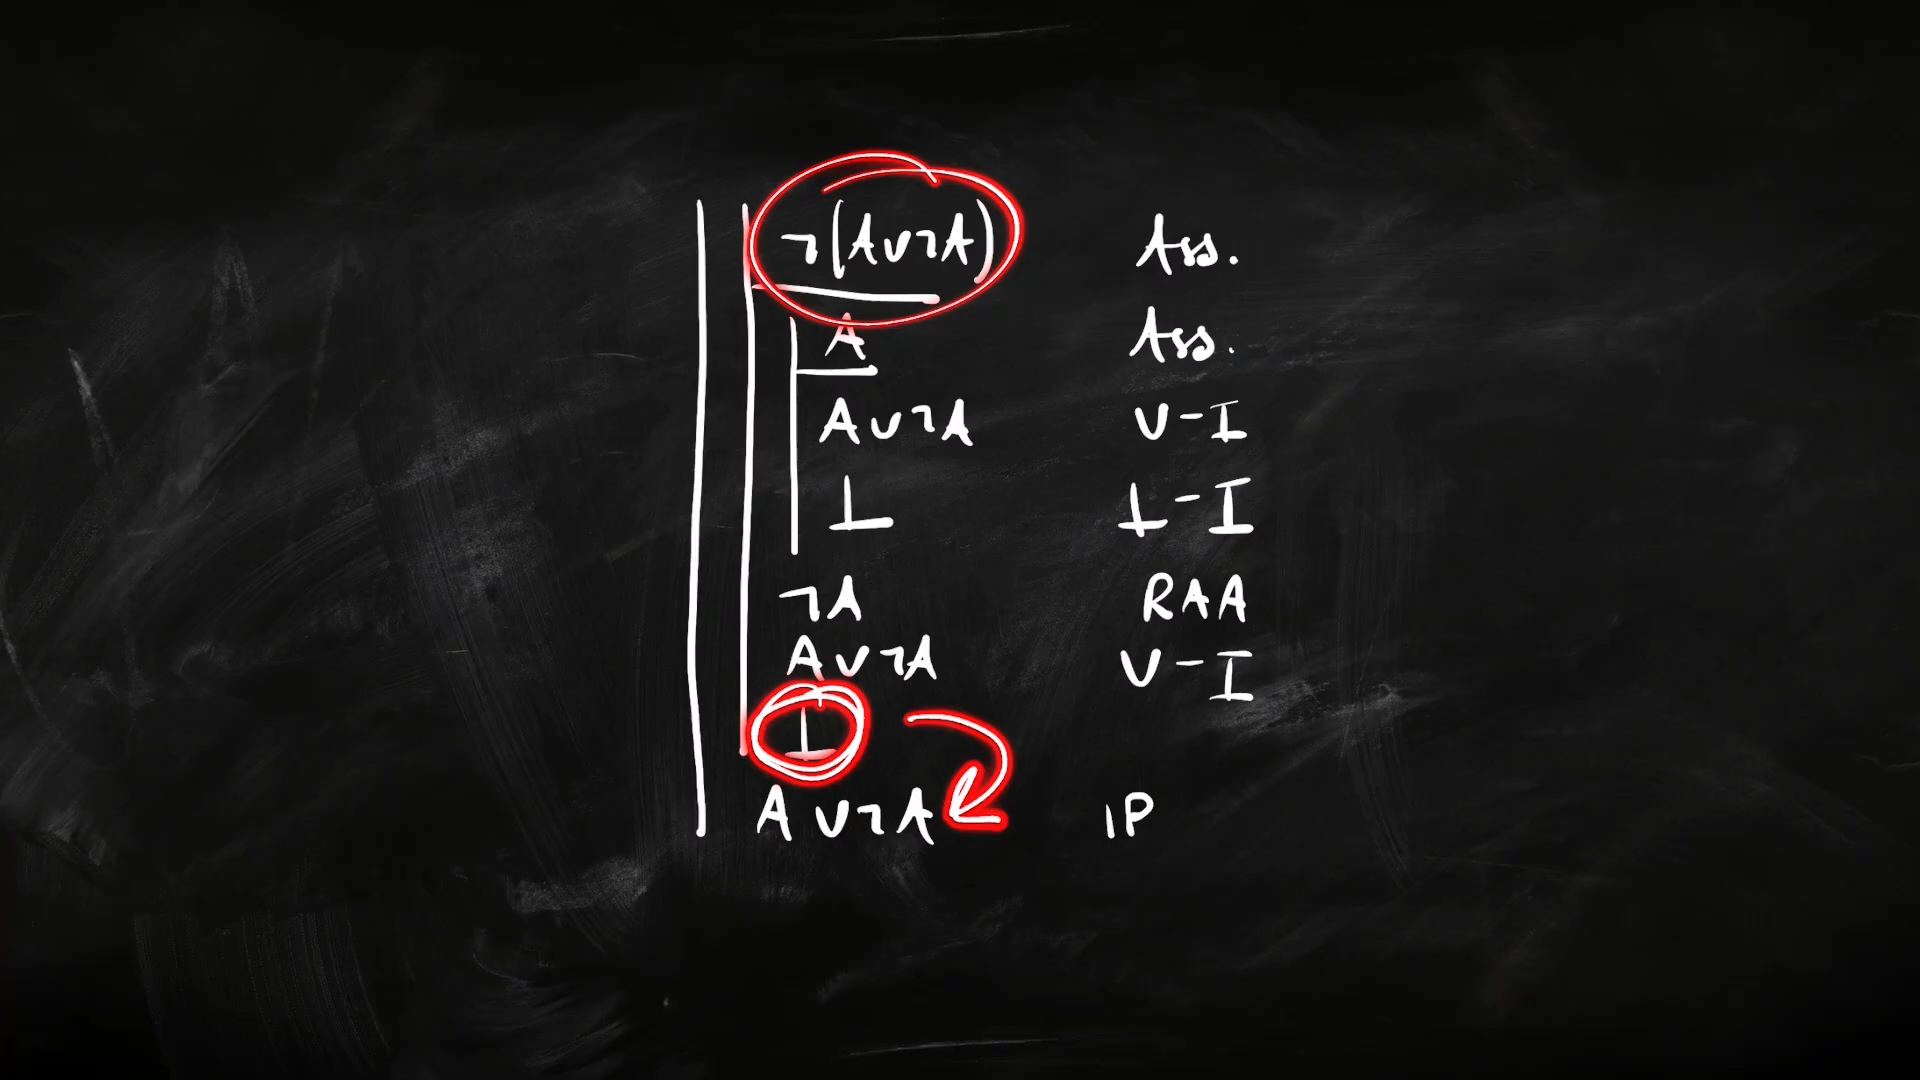 ¬(A∨¬A) Ass.
A Ass.
A∨¬A ∨-I
⊥ ⊥-I
¬A RAA
A∨¬A ∨-I
⊥
A∨¬A IP